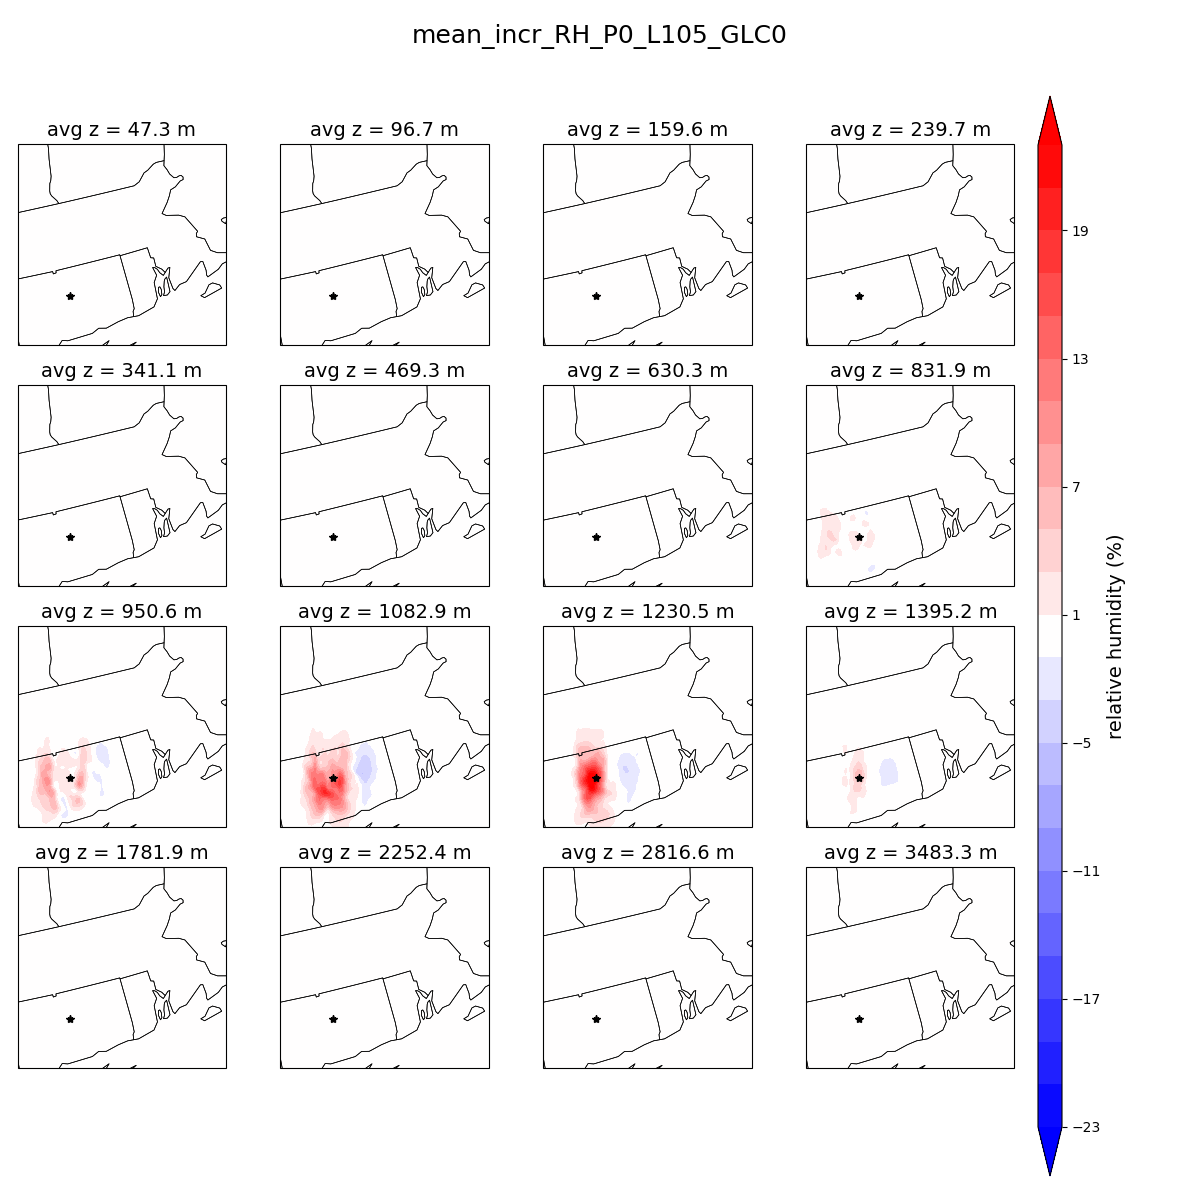 mean_incr_RH_P0_L105_GLC0
avg z = 47.3 m
avg z = 96.7 m
avg z = 159.6 m
avg z = 239.7 m
avg z = 341.1 m
avg z = 469.3 m
avg z = 630.3 m
avg z = 831.9 m
avg z = 950.6 m
avg z = 1082.9 m
avg z = 1230.5 m
avg z = 1395.2 m
avg z = 1781.9 m
avg z = 2252.4 m
avg z = 2816.6 m
avg z = 3483.3 m
19
13
7
1
−5
−11
−17
−23
relative humidity (%)